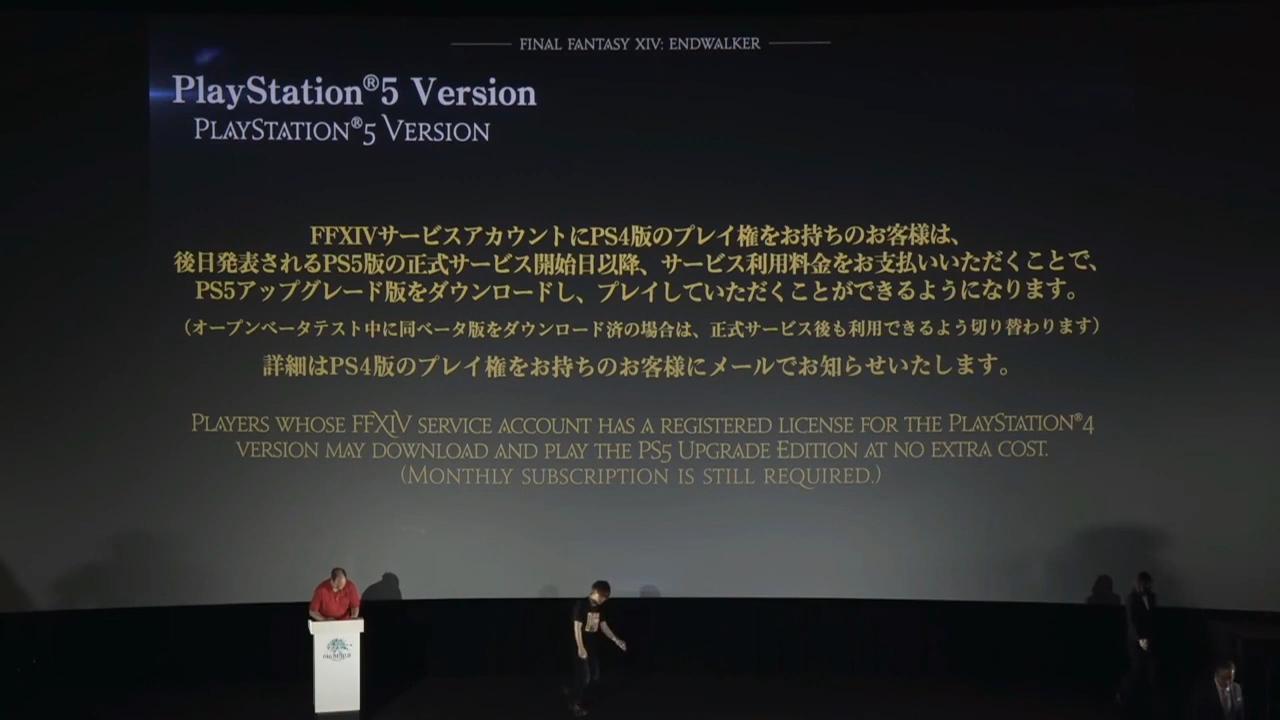 FINAL FANTASY XIV: ENDWALKER
PlayStation®5 Version
PLAYSTATION®5 VERSION
FFXIVサービスアカウントにPS4版のプレイ権をお持ちのお客様は、
後日発表されるPS5版の正式サービス開始日以降、サービス利用料金をお支払いいただくことで、
PS5アップグレード版をダウンロードし、プレイしていただくことができるようになります。
(オープンベータテスト中に同ベータ版をダウンロード済の場合は、正式サービス後も利用できるよう切り替わります)
詳細はPS4版のプレイ権をお持ちのお客様にメールでお知らせいたします。
PLAYERS WHOSE FFXIV SERVICE ACCOUNT HAS A REGISTERED LICENSE FOR THE PLAYSTATION®4
VERSION MAY DOWNLOAD AND PLAY THE PS5 UPGRADE EDITION AT NO EXTRA COST.
(MONTHLY SUBSCRIPTION IS STILL REQUIRED.)